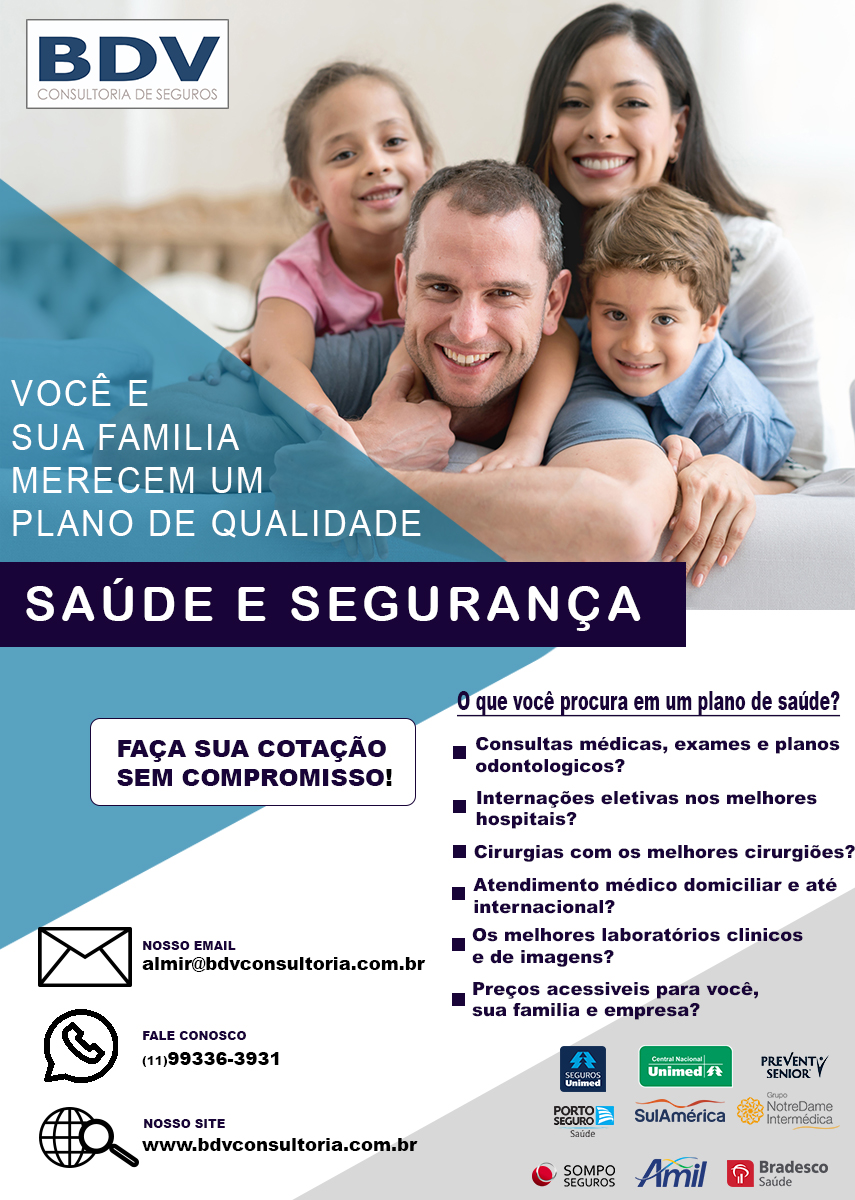 BDV
CONSULTORIA DE SEGUROS
VOCÊ E
SUA FAMILIA
MERECEM UM
PLANO DE QUALIDADE
SAÚDE E SEGURANÇA
FAÇA SUA COTAÇÃO
SEM COMPROMISSO!
O que você procura em um plano de saúde?
Consultas médicas, exames e planos
odontologicos?
Internações eletivas nos melhores
hospitais?
Cirurgias com os melhores cirurgiões?
Atendimento médico domiciliar e até
internacional?
Os melhores laboratórios clinicos
e de imagens?
Preços acessiveis para você,
sua familia e empresa?
NOSSO EMAIL
almir@bdvconsultoria.com.br
FALE CONOSCO
(11)99336-3931
NOSSO SITE
www.bdvconsultoria.com.br
SEGUROS
Unimed
Central Nacional
Unimed
PREVENT
SENIOR
PORTO
SEGURO
Saúde
SulAmérica
Grupo
NotreDame
Intermédica
SOMPO
SEGUROS
Amil
Bradesco
Saúde